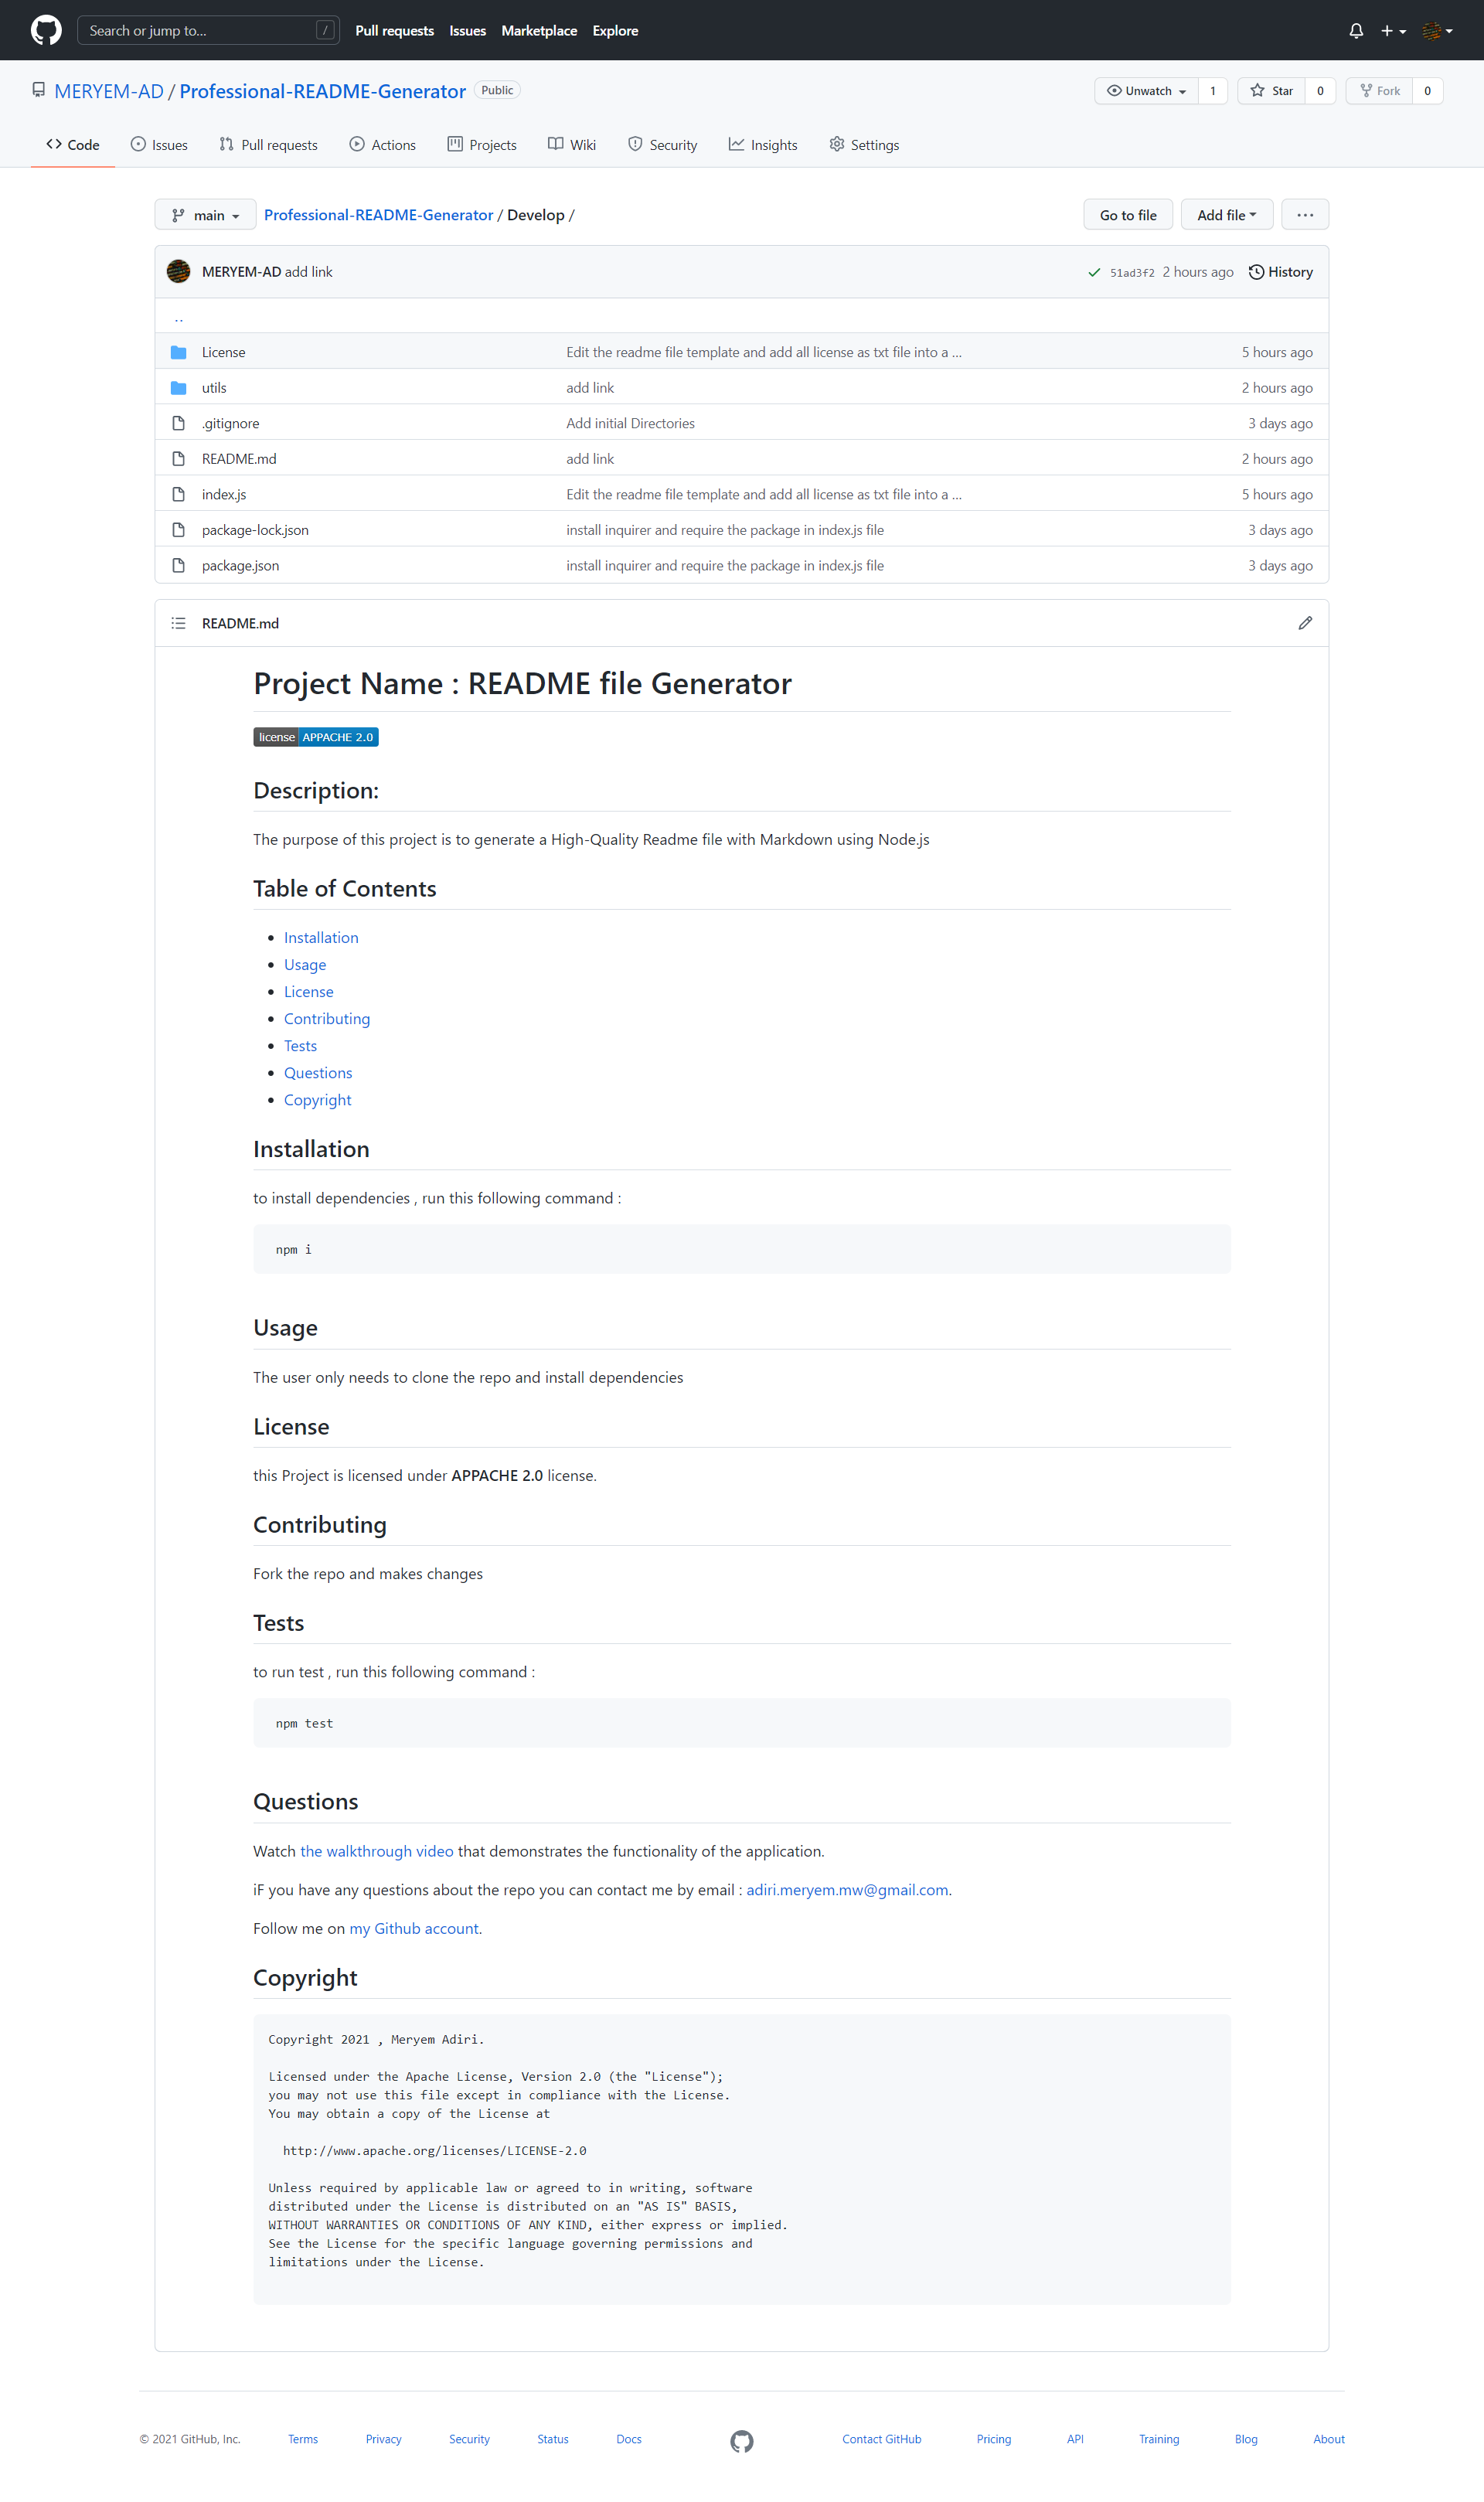 Search or jump to... /
Pull requests Issues Marketplace Explore
MERYEM-AD / Professional-README-Generator Public
Unwatch 1 Star 0 Fork 0
Code Issues Pull requests Actions Projects Wiki Security Insights Settings
main Professional-README-Generator / Develop /
Go to file Add file ...
MERYEM-AD add link 51ad3f2 2 hours ago History
..
License Edit the readme file template and add all license as txt file into a ... 5 hours ago
utils add link 2 hours ago
.gitignore Add initial Directories 3 days ago
README.md add link 2 hours ago
index.js Edit the readme file template and add all license as txt file into a ... 5 hours ago
package-lock.json install inquirer and require the package in index.js file 3 days ago
package.json install inquirer and require the package in index.js file 3 days ago
README.md
Project Name : README file Generator
license APPACHE 2.0
Description:
The purpose of this project is to generate a High-Quality Readme file with Markdown using Node.js
Table of Contents
• Installation
• Usage
• License
• Contributing
• Tests
• Questions
• Copyright
Installation
to install dependencies , run this following command :
npm i
Usage
The user only needs to clone the repo and install dependencies
License
this Project is licensed under APPACHE 2.0 license.
Contributing
Fork the repo and makes changes
Tests
to run test , run this following command :
npm test
Questions
Watch the walkthrough video that demonstrates the functionality of the application.
iF you have any questions about the repo you can contact me by email : adiri.meryem.mw@gmail.com.
Follow me on my Github account.
Copyright
Copyright 2021 , Meryem Adiri.
Licensed under the Apache License, Version 2.0 (the "License");
you may not use this file except in compliance with the License.
You may obtain a copy of the License at
http://www.apache.org/licenses/LICENSE-2.0
Unless required by applicable law or agreed to in writing, software
distributed under the License is distributed on an "AS IS" BASIS,
WITHOUT WARRANTIES OR CONDITIONS OF ANY KIND, either express or implied.
See the License for the specific language governing permissions and
limitations under the License.
© 2021 GitHub, Inc. Terms Privacy Security Status Docs Contact GitHub Pricing API Training Blog About